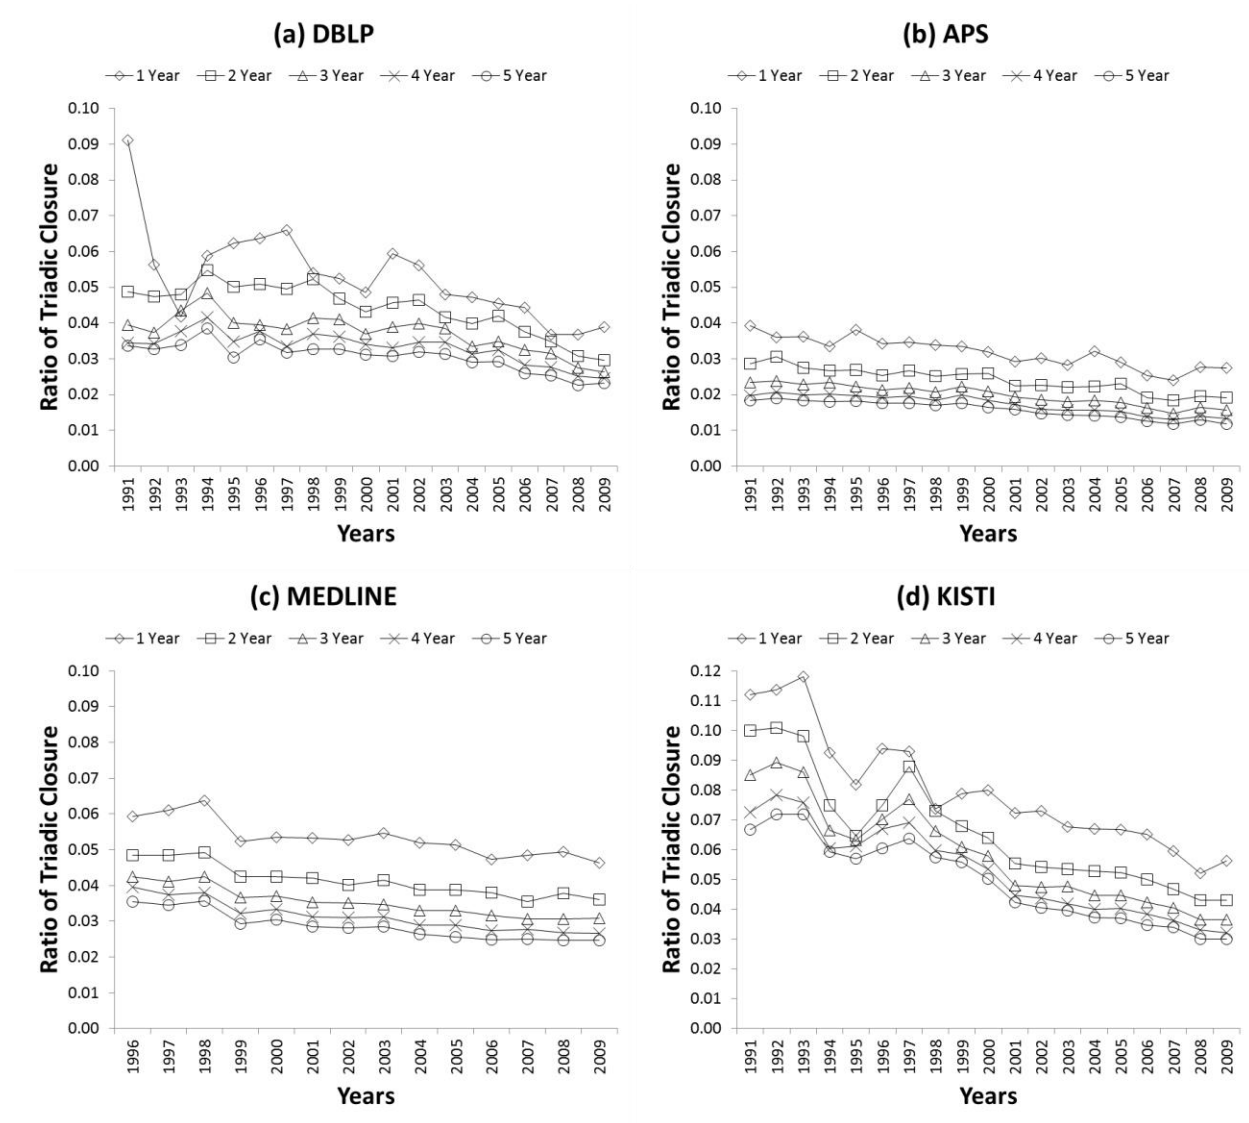 (a) DBLP
1 Year 2 Year 3 Year 4 Year 5 Year
0.10
0.09
0.08
0.07
0.06
0.05
0.04
0.03
0.02
0.01
0.00
Ratio of Triadic Closure
1991 1992 1993 1994 1995 1996 1997 1998 1999 2000 2001 2002 2003 2004 2005 2006 2007 2008 2009
Years
(b) APS
1 Year 2 Year 3 Year 4 Year 5 Year
0.10
0.09
0.08
0.07
0.06
0.05
0.04
0.03
0.02
0.01
0.00
Ratio of Triadic Closure
1991 1992 1993 1994 1995 1996 1997 1998 1999 2000 2001 2002 2003 2004 2005 2006 2007 2008 2009
Years
(c) MEDLINE
1 Year 2 Year 3 Year 4 Year 5 Year
0.10
0.09
0.08
0.07
0.06
0.05
0.04
0.03
0.02
0.01
0.00
Ratio of Triadic Closure
1996 1997 1998 1999 2000 2001 2002 2003 2004 2005 2006 2007 2008 2009
Years
(d) KISTI
1 Year 2 Year 3 Year 4 Year 5 Year
0.12
0.11
0.10
0.09
0.08
0.07
0.06
0.05
0.04
0.03
0.02
0.01
0.00
Ratio of Triadic Closure
1991 1992 1993 1994 1995 1996 1997 1998 1999 2000 2001 2002 2003 2004 2005 2006 2007 2008 2009
Years